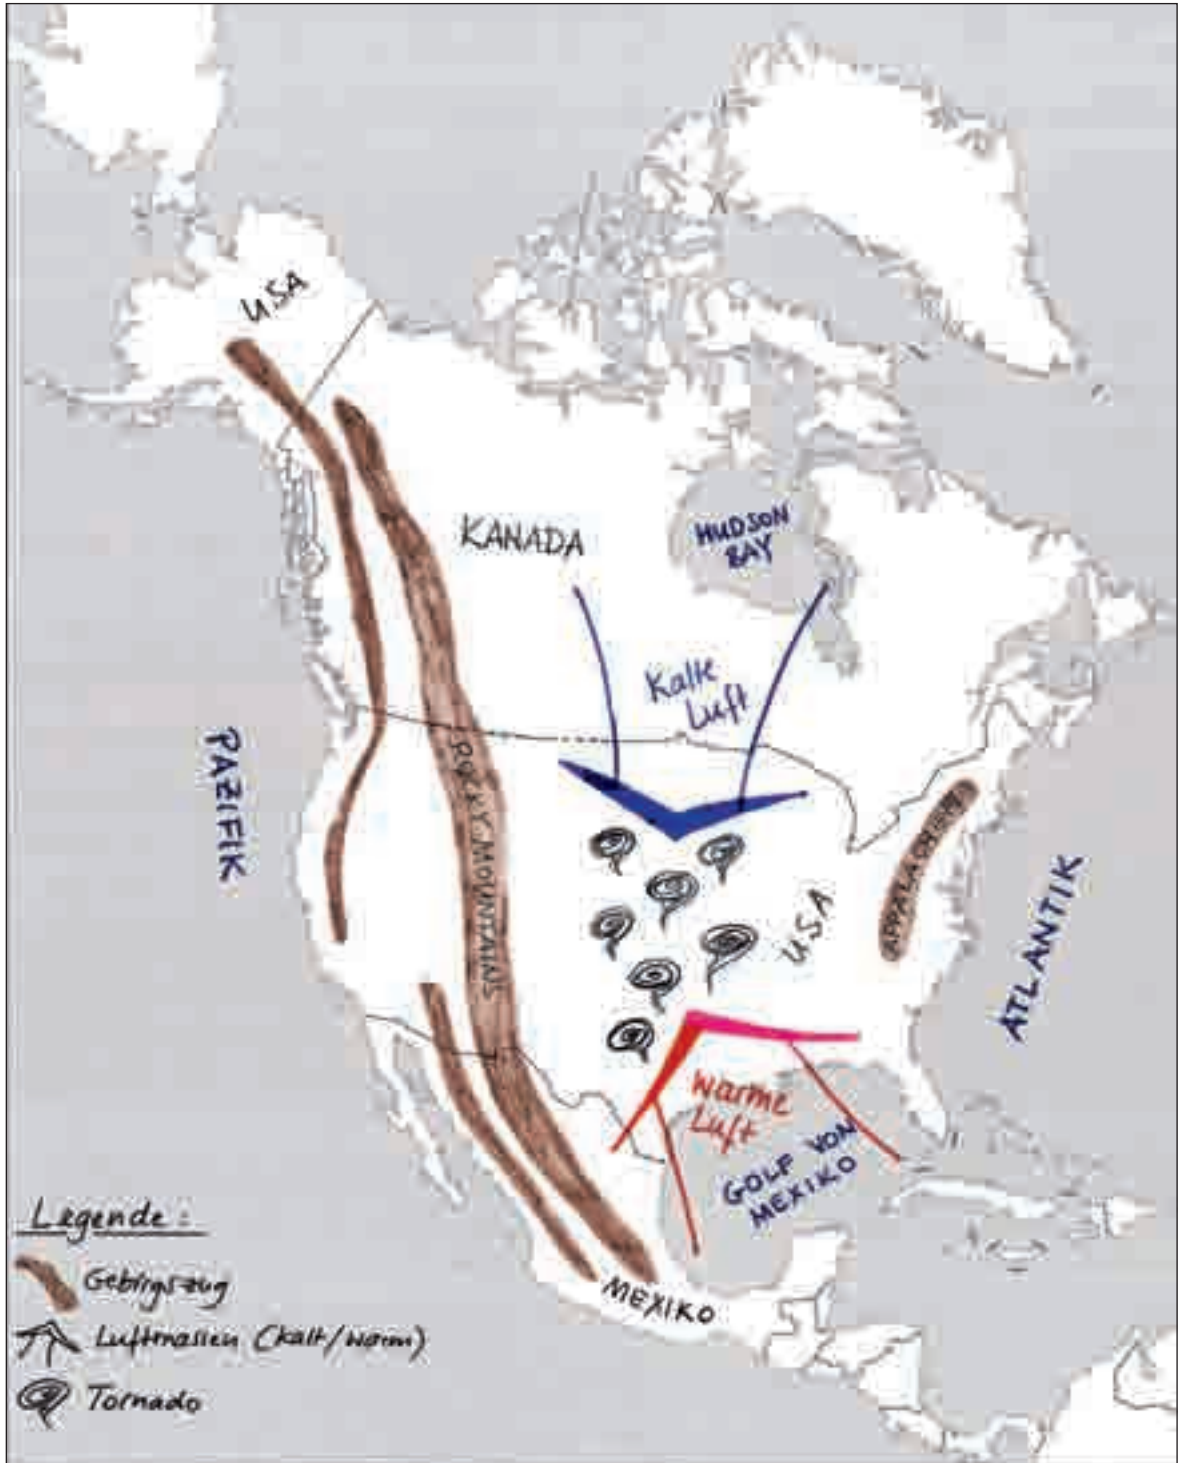 USA
KANADA
HUDSON
BAY
Kalte
Luft
PAZIFIK
ROCKY MOUNTAINS
APPALACHEN
USA
ATLANTIK
Warme
Luft
GOLF VON
MEXIKO
MEXIKO
Legende:
Gebirgszug
Luftmassen (kalt/warm)
Tornado